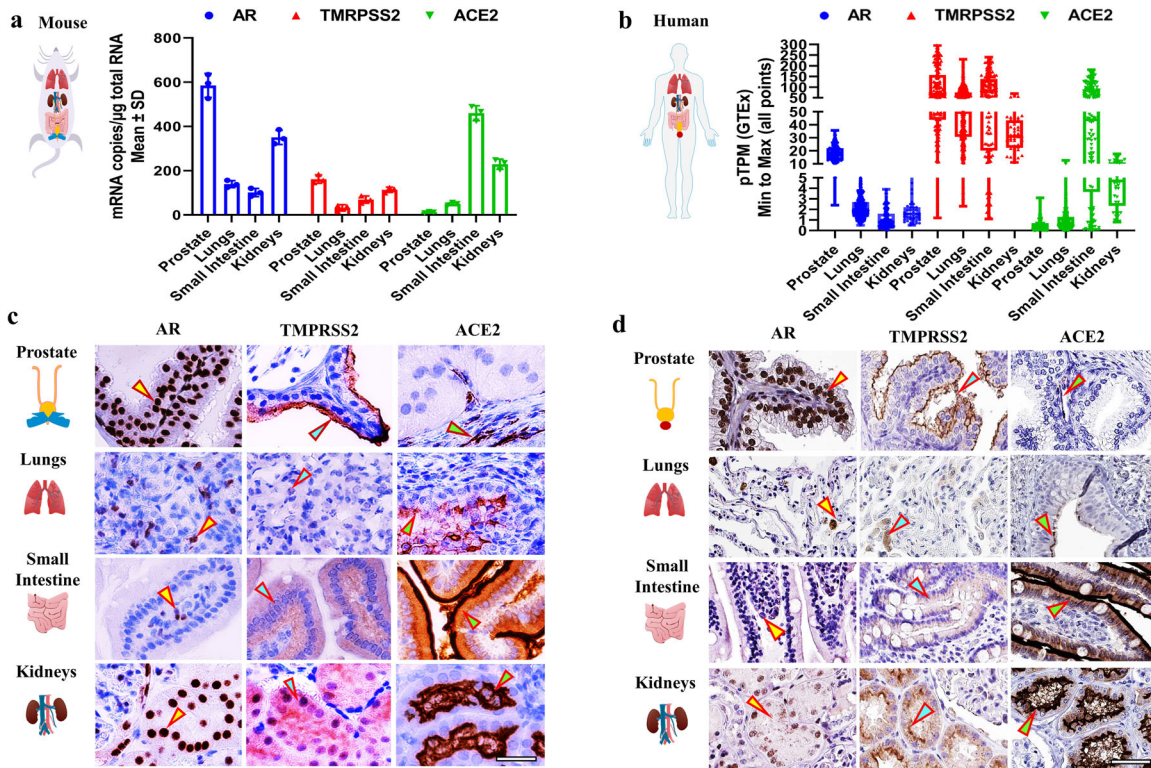 a
Mouse
AR
TMRPSS2
ACE2
mRNA copies/µg total RNA
Mean ± SD
800
600
400
200
0
Prostate
Lungs
Small Intestine
Kidneys
Prostate
Lungs
Small Intestine
Kidneys
Prostate
Lungs
Small Intestine
Kidneys
b
Human
AR
TMRPSS2
ACE2
pTPM (GTEx)
Min to Max (all points)
300
250
200
150
100
50
50
40
30
20
10
5
4
3
2
1
0
Prostate
Lungs
Small Intestine
Kidneys
Prostate
Lungs
Small Intestine
Kidneys
Prostate
Lungs
Small Intestine
Kidneys
c
AR
TMPRSS2
ACE2
Prostate
Lungs
Small
Intestine
Kidneys
d
AR
TMPRSS2
ACE2
Prostate
Lungs
Small
Intestine
Kidneys